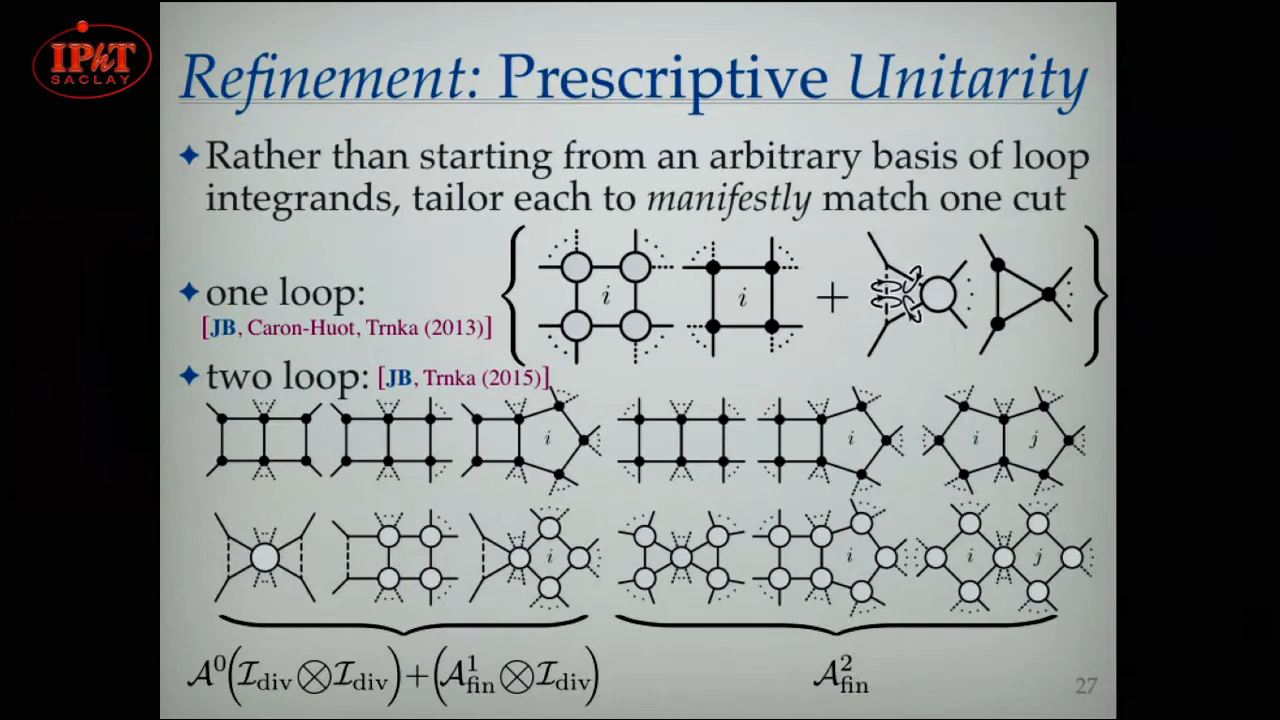 IPhT
SACLAY
Refinement: Prescriptive Unitarity
✦ Rather than starting from an arbitrary basis of loop
integrands, tailor each to manifestly match one cut
✦ one loop:
[JB, Caron-Huot, Trnka (2013)]
i
i
+
✦ two loop: [JB, Trnka (2015)]
i
i
i
j
i
i
i
j
𝒜⁰(ℐdiv⨂ℐdiv)+(𝒜¹fin⨂ℐdiv)
𝒜²fin
27